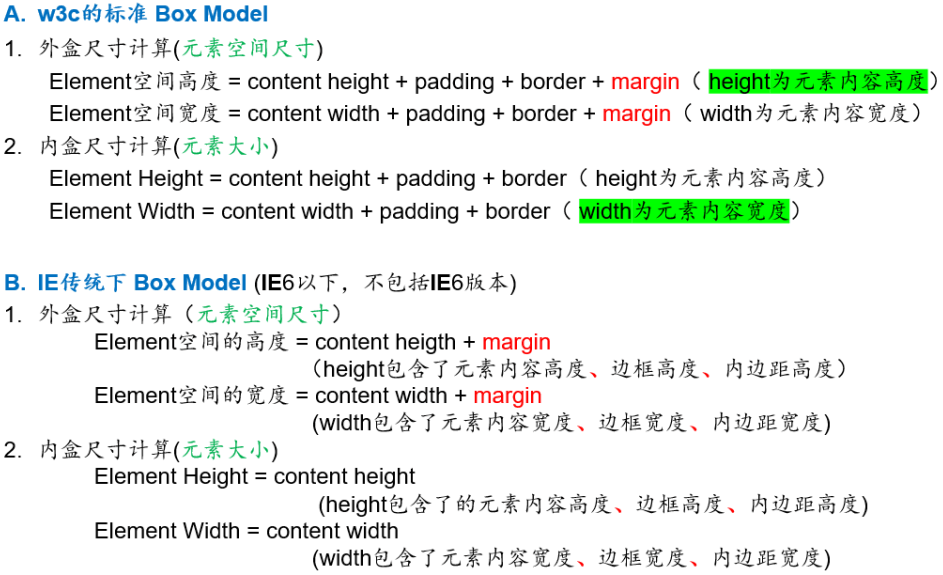 A. w3c的标准 Box Model
1. 外盒尺寸计算(元素空间尺寸)
Element空间高度 = content height + padding + border + margin（ height为元素内容高度）
Element空间宽度 = content width + padding + border + margin（ width为元素内容宽度）
2. 内盒尺寸计算(元素大小)
Element Height = content height + padding + border（ height为元素内容高度）
Element Width = content width + padding + border（ width为元素内容宽度）
B. IE传统下 Box Model (IE6以下，不包括IE6版本)
1. 外盒尺寸计算（元素空间尺寸）
Element空间的高度 = content heigth + margin
（height包含了元素内容高度、边框高度、内边距高度）
Element空间的宽度 = content width + margin
(width包含了元素内容宽度、边框宽度、内边距宽度)
2. 内盒尺寸计算(元素大小)
Element Height = content height
(height包含了的元素内容高度、边框高度、内边距高度)
Element Width = content width
(width包含了元素内容宽度、边框宽度、内边距宽度)